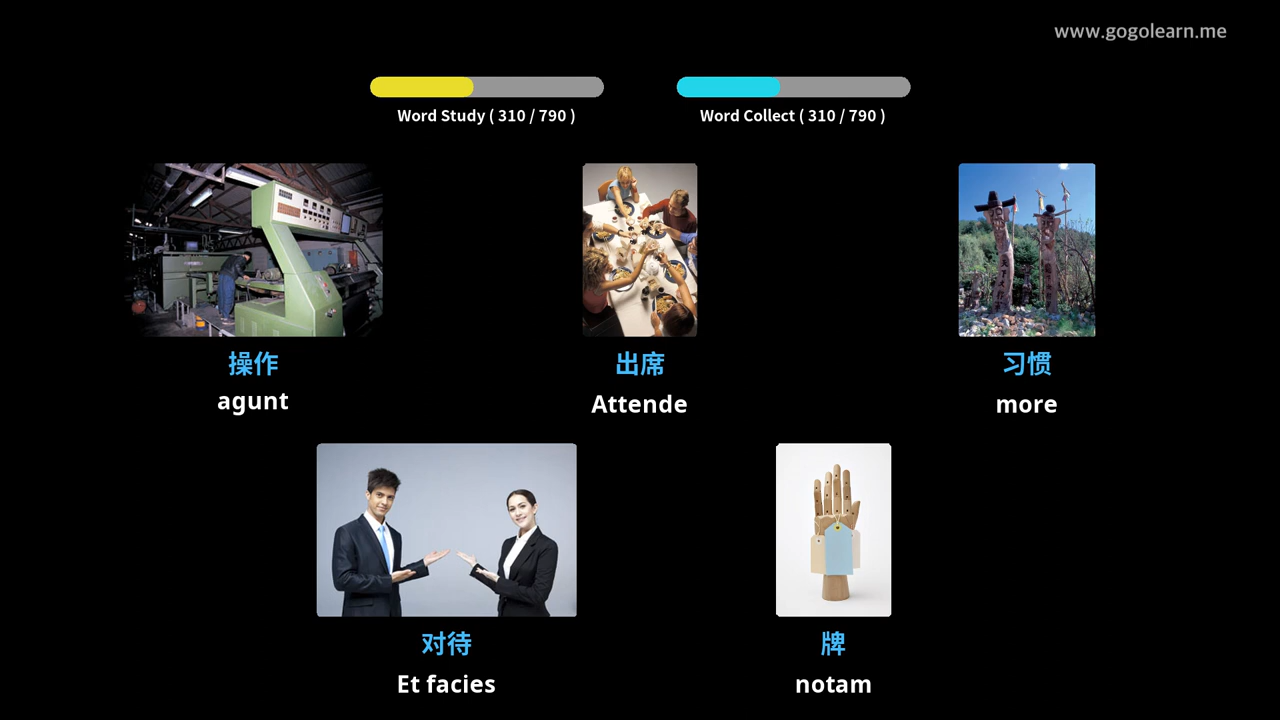 www.gogolearn.me
Word Study ( 310 / 790 )
Word Collect ( 310 / 790 )
操作
agunt
出席
Attende
习惯
more
对待
Et facies
牌
notam